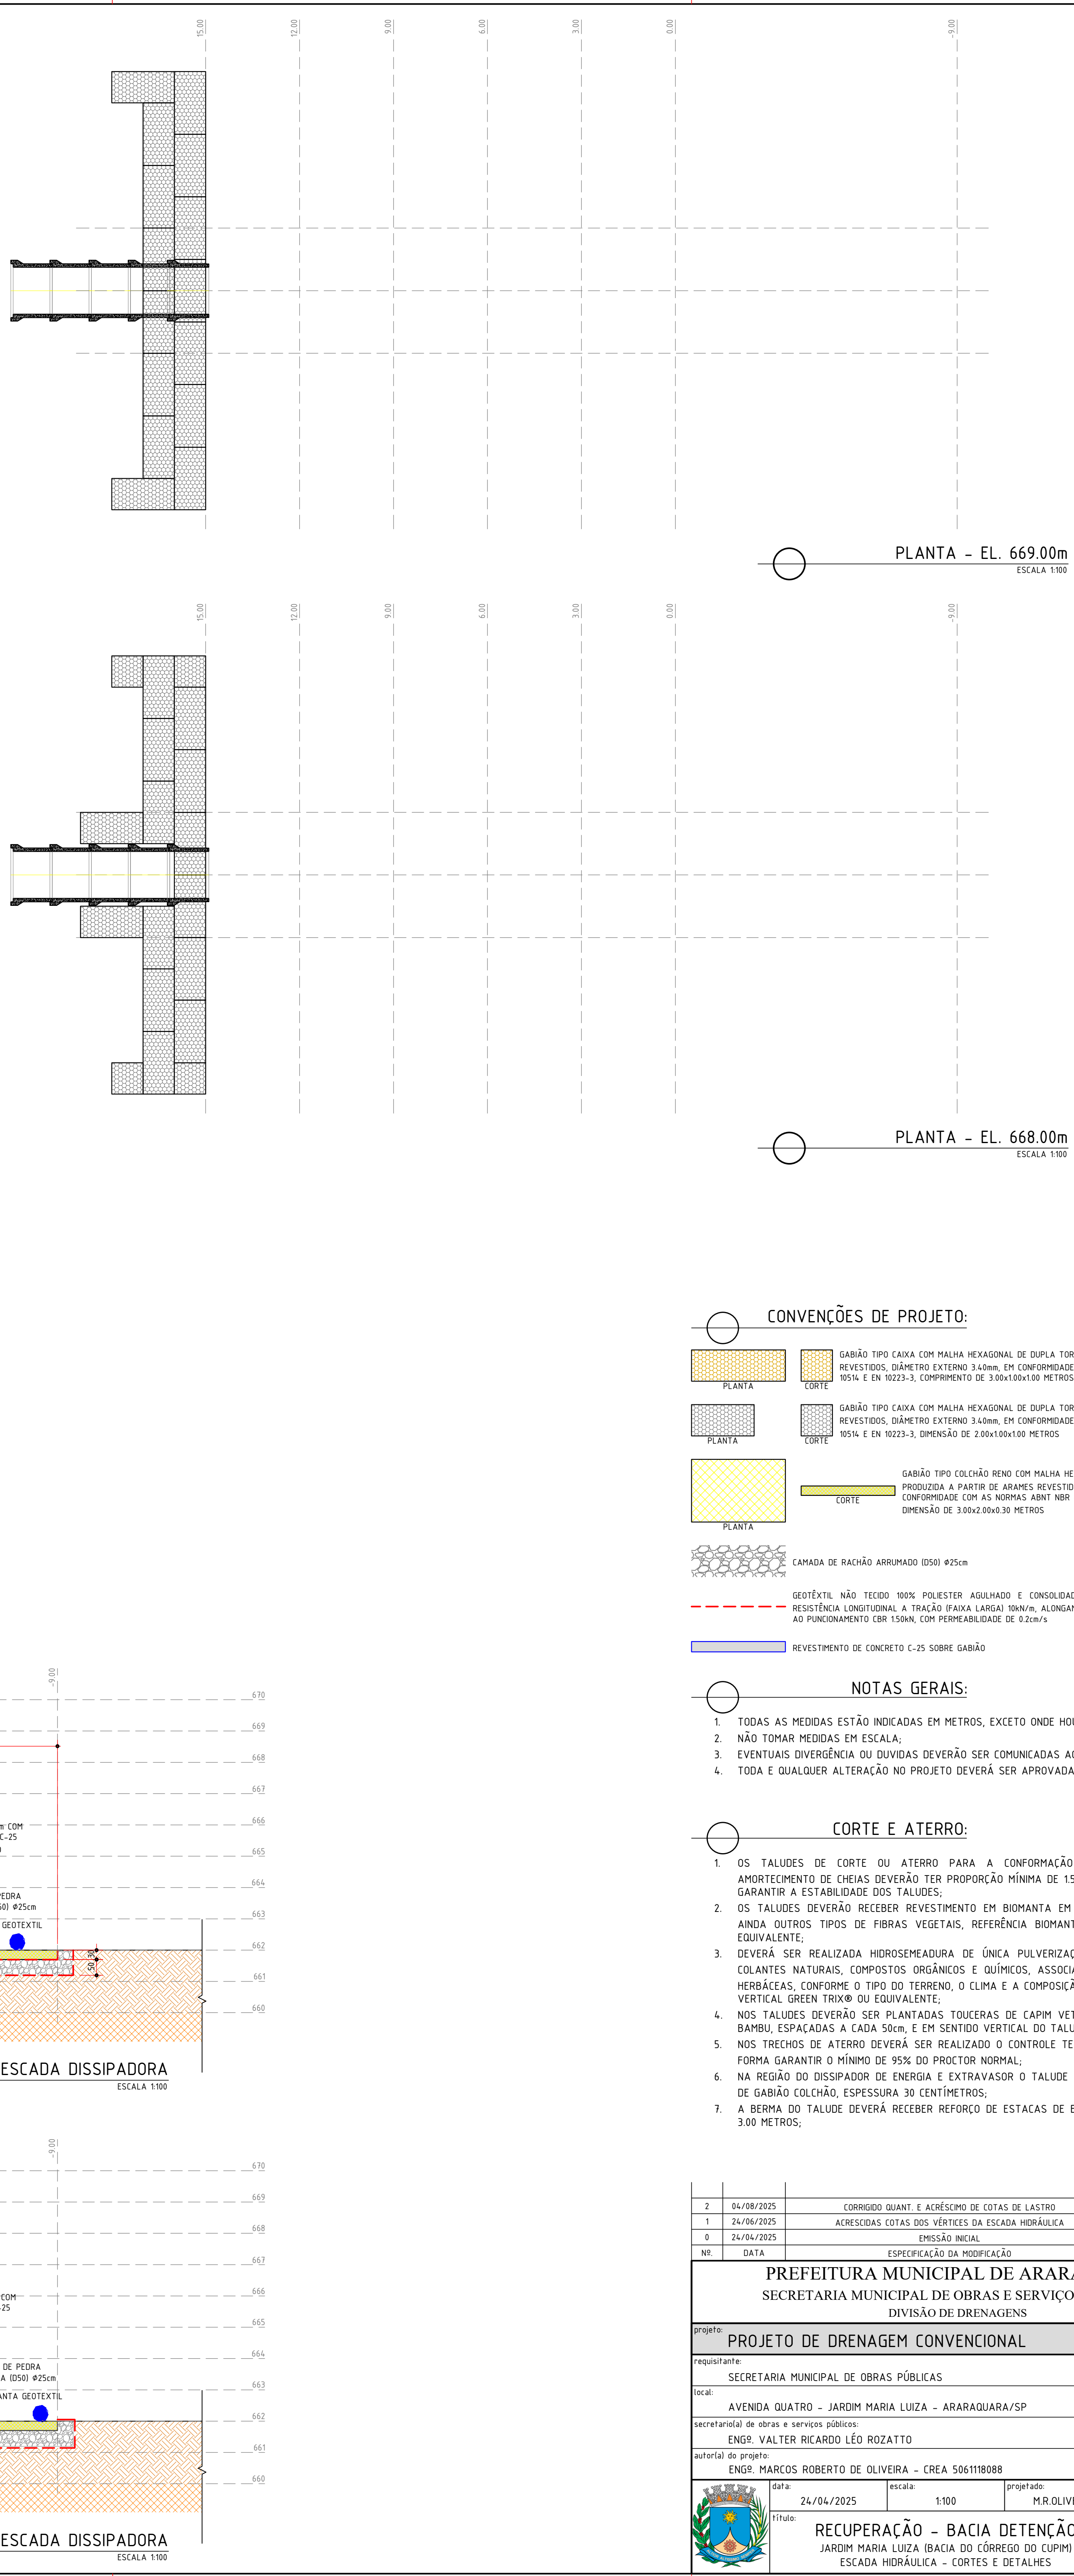 15.00
12.00
9.00
6.00
3.00
0.00
-9.00
PLANTA - EL. 669.00m
ESCALA 1:100
15.00
12.00
9.00
6.00
3.00
0.00
-9.00
PLANTA - EL. 668.00m
ESCALA 1:100
CONVENÇÕES DE PROJETO:
PLANTA
CORTE
GABIÃO TIPO CAIXA COM MALHA HEXAGONAL DE DUPLA TOR
REVESTIDOS, DIÂMETRO EXTERNO 3.40mm, EM CONFORMIDADE
10514 E EN 10223-3, COMPRIMENTO DE 3.00x1.00x1.00 METROS
PLANTA
CORTE
GABIÃO TIPO CAIXA COM MALHA HEXAGONAL DE DUPLA TOR
REVESTIDOS, DIÂMETRO EXTERNO 3.40mm, EM CONFORMIDADE
10514 E EN 10223-3, DIMENSÃO DE 2.00x1.00x1.00 METROS
PLANTA
CORTE
GABIÃO TIPO COLCHÃO RENO COM MALHA HE
PRODUZIDA A PARTIR DE ARAMES REVESTID
CONFORMIDADE COM AS NORMAS ABNT NBR
DIMENSÃO DE 3.00x2.00x0.30 METROS
CAMADA DE RACHÃO ARRUMADO (D50) Ø25cm
GEOTÊXTIL NÃO TECIDO 100% POLIESTER AGULHADO E CONSOLIDAD
RESISTÊNCIA LONGITUDINAL A TRAÇÃO (FAIXA LARGA) 10kN/m, ALONGAM
AO PUNCIONAMENTO CBR 1.50kN, COM PERMEABILIDADE DE 0.2cm/s
REVESTIMENTO DE CONCRETO C-25 SOBRE GABIÃO
NOTAS GERAIS:
1. TODAS AS MEDIDAS ESTÃO INDICADAS EM METROS, EXCETO ONDE HOU
2. NÃO TOMAR MEDIDAS EM ESCALA;
3. EVENTUAIS DIVERGÊNCIA OU DUVIDAS DEVERÃO SER COMUNICADAS AO
4. TODA E QUALQUER ALTERAÇÃO NO PROJETO DEVERÁ SER APROVADA
CORTE E ATERRO:
1. OS TALUDES DE CORTE OU ATERRO PARA A CONFORMAÇÃO
AMORTECIMENTO DE CHEIAS DEVERÃO TER PROPORÇÃO MÍNIMA DE 1.5
GARANTIR A ESTABILIDADE DOS TALUDES;
2. OS TALUDES DEVERÃO RECEBER REVESTIMENTO EM BIOMANTA EM
AINDA OUTROS TIPOS DE FIBRAS VEGETAIS, REFERÊNCIA BIOMANT
EQUIVALENTE;
3. DEVERÁ SER REALIZADA HIDROSEMEADURA DE ÚNICA PULVERIZAÇ
COLANTES NATURAIS, COMPOSTOS ORGÂNICOS E QUÍMICOS, ASSOCIA
HERBÁCEAS, CONFORME O TIPO DO TERRENO, O CLIMA E A COMPOSIÇÃ
VERTICAL GREEN TRIX® OU EQUIVALENTE;
4. NOS TALUDES DEVERÃO SER PLANTADAS TOUCERAS DE CAPIM VET
BAMBU, ESPAÇADAS A CADA 50cm, E EM SENTIDO VERTICAL DO TALU
5. NOS TRECHOS DE ATERRO DEVERÁ SER REALIZADO O CONTROLE TE
FORMA GARANTIR O MÍNIMO DE 95% DO PROCTOR NORMAL;
6. NA REGIÃO DO DISSIPADOR DE ENERGIA E EXTRAVASOR O TALUDE
DE GABIÃO COLCHÃO, ESPESSURA 30 CENTÍMETROS;
7. A BERMA DO TALUDE DEVERÁ RECEBER REFORÇO DE ESTACAS DE E
3.00 METROS;
-9.00
670
669
668
667
666
665
664
663
662
661
660
m COM
C-25
PEDRA
50) Ø25cm
GEOTEXTIL
30
50
ESCADA DISSIPADORA
ESCALA 1:100
-9.00
670
669
668
667
666
665
664
663
662
661
660
COM
-25
DE PEDRA
A (D50) Ø25cm
ANTA GEOTEXTIL
ESCADA DISSIPADORA
ESCALA 1:100
2 04/08/2025 CORRIGIDO QUANT. E ACRÉSCIMO DE COTAS DE LASTRO
1 24/06/2025 ACRESCIDAS COTAS DOS VÉRTICES DA ESCADA HIDRÁULICA
0 24/04/2025 EMISSÃO INICIAL
Nº. DATA ESPECIFICAÇÃO DA MODIFICAÇÃO
PREFEITURA MUNICIPAL DE ARARA
SECRETARIA MUNICIPAL DE OBRAS E SERVIÇO
DIVISÃO DE DRENAGENS
projeto:
PROJETO DE DRENAGEM CONVENCIONAL
requisitante:
SECRETARIA MUNICIPAL DE OBRAS PÚBLICAS
local:
AVENIDA QUATRO - JARDIM MARIA LUIZA - ARARAQUARA/SP
secretario(a) de obras e serviços públicos:
ENGº. VALTER RICARDO LÉO ROZATTO
autor(a) do projeto:
ENGº. MARCOS ROBERTO DE OLIVEIRA - CREA 5061118088
data:
24/04/2025
escala:
1:100
projetado:
M.R.OLIVE
título:
RECUPERAÇÃO - BACIA DETENÇÃO
JARDIM MARIA LUIZA (BACIA DO CÓRREGO DO CUPIM)
ESCADA HIDRÁULICA - CORTES E DETALHES